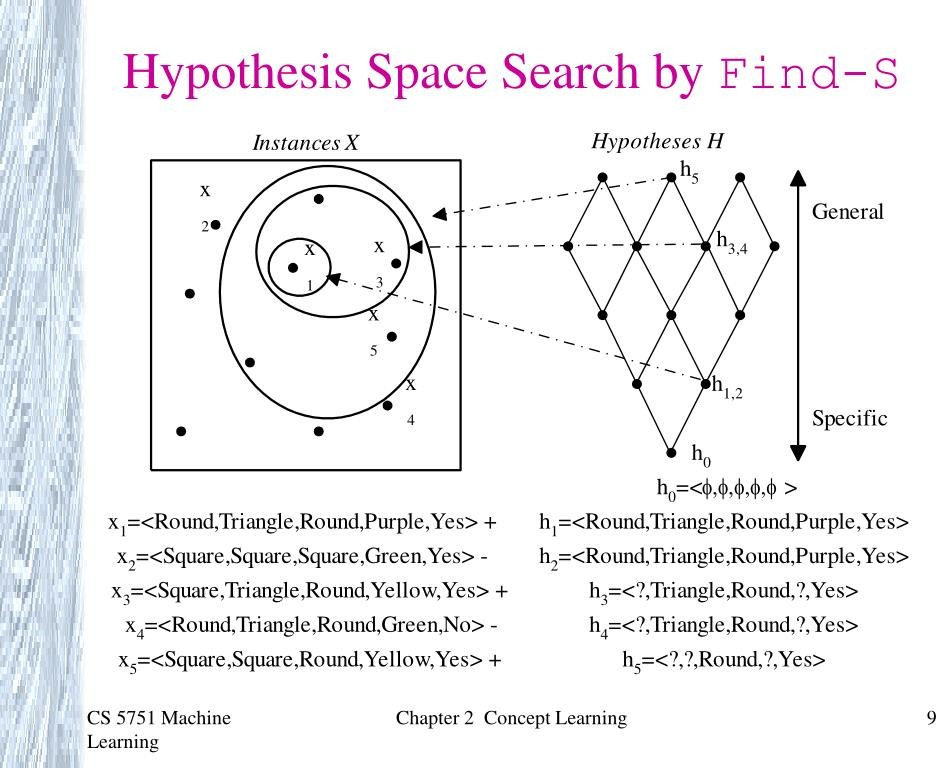 Hypothesis Space Search by Find-S
Instances X
Hypotheses H
x
2
x
1
x
3
x
5
x
4
h5
h3,4
h1,2
h0
General
Specific
h0=<ϕ,ϕ,ϕ,ϕ,ϕ >
x1=<Round,Triangle,Round,Purple,Yes> +
x2=<Square,Square,Square,Green,Yes> -
x3=<Square,Triangle,Round,Yellow,Yes> +
x4=<Round,Triangle,Round,Green,No> -
x5=<Square,Square,Round,Yellow,Yes> +
h1=<Round,Triangle,Round,Purple,Yes>
h2=<Round,Triangle,Round,Purple,Yes>
h3=<?,Triangle,Round,?,Yes>
h4=<?,Triangle,Round,?,Yes>
h5=<?,?,Round,?,Yes>
CS 5751 Machine
Learning
Chapter 2 Concept Learning
9